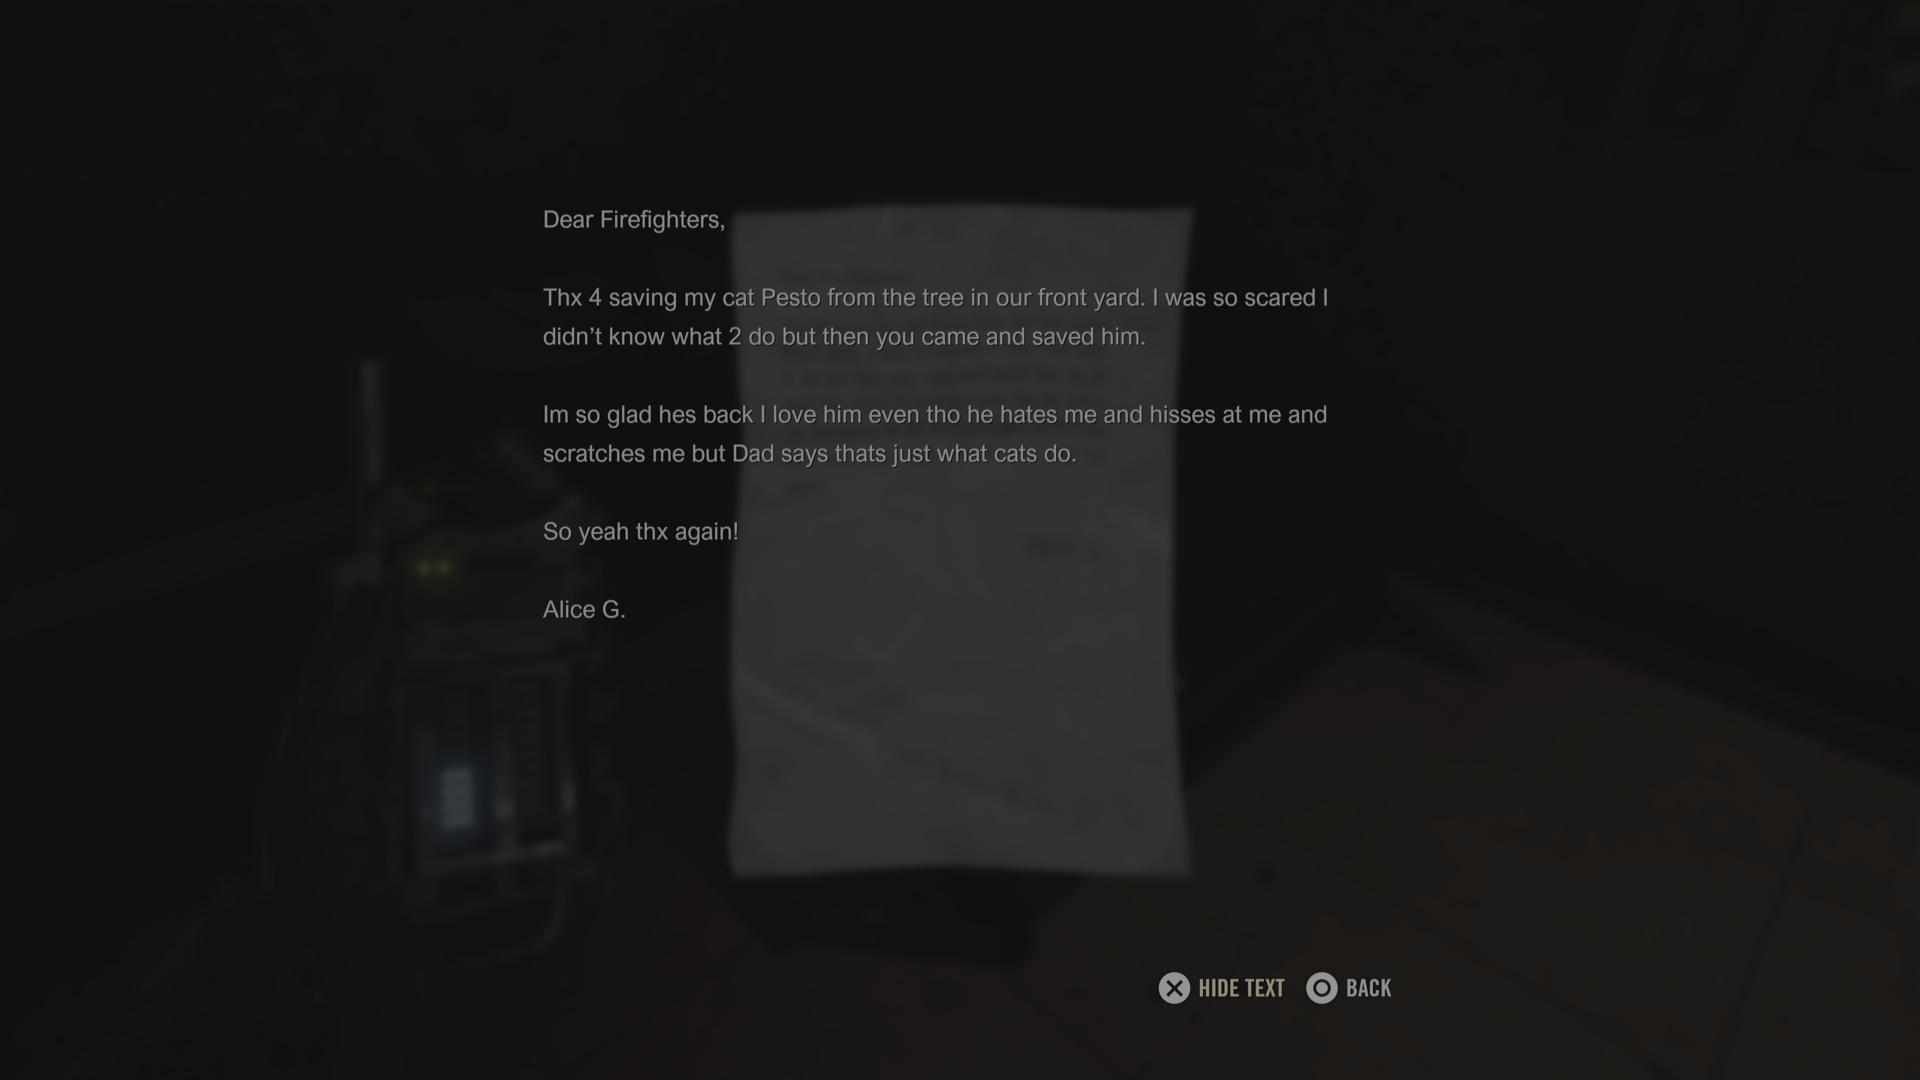 Dear Firefighters,
Thx 4 saving my cat Pesto from the tree in our front yard. I was so scared I
didn’t know what 2 do but then you came and saved him.
Im so glad hes back I love him even tho he hates me and hisses at me and
scratches me but Dad says thats just what cats do.
So yeah thx again!
Alice G.
HIDE TEXT BACK